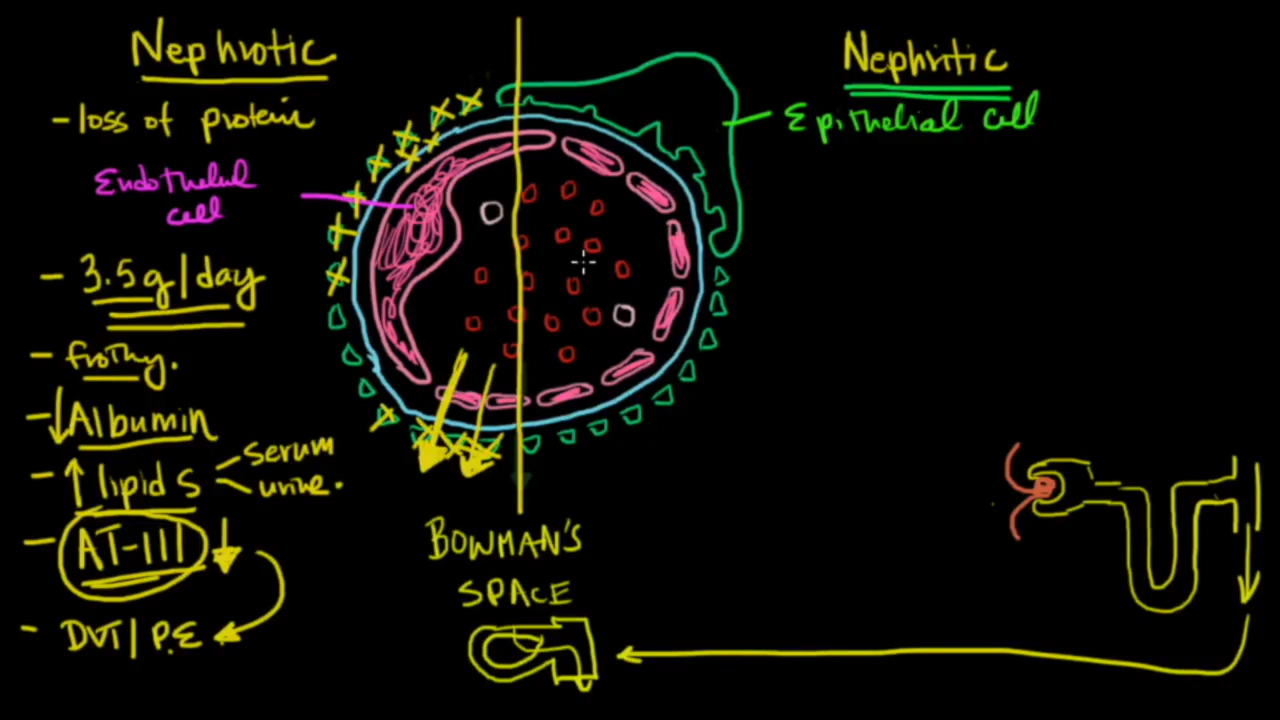 Nephrotic
- loss of protein
Endothelial
cell
- 3.5g/day
- frothy.
- ↓ Albumin
- ↑ lipids
serum
urine.
- AT-III ↓
- DVT/P.E
Nephritic
Epithelial cell
BOWMAN'S
SPACE